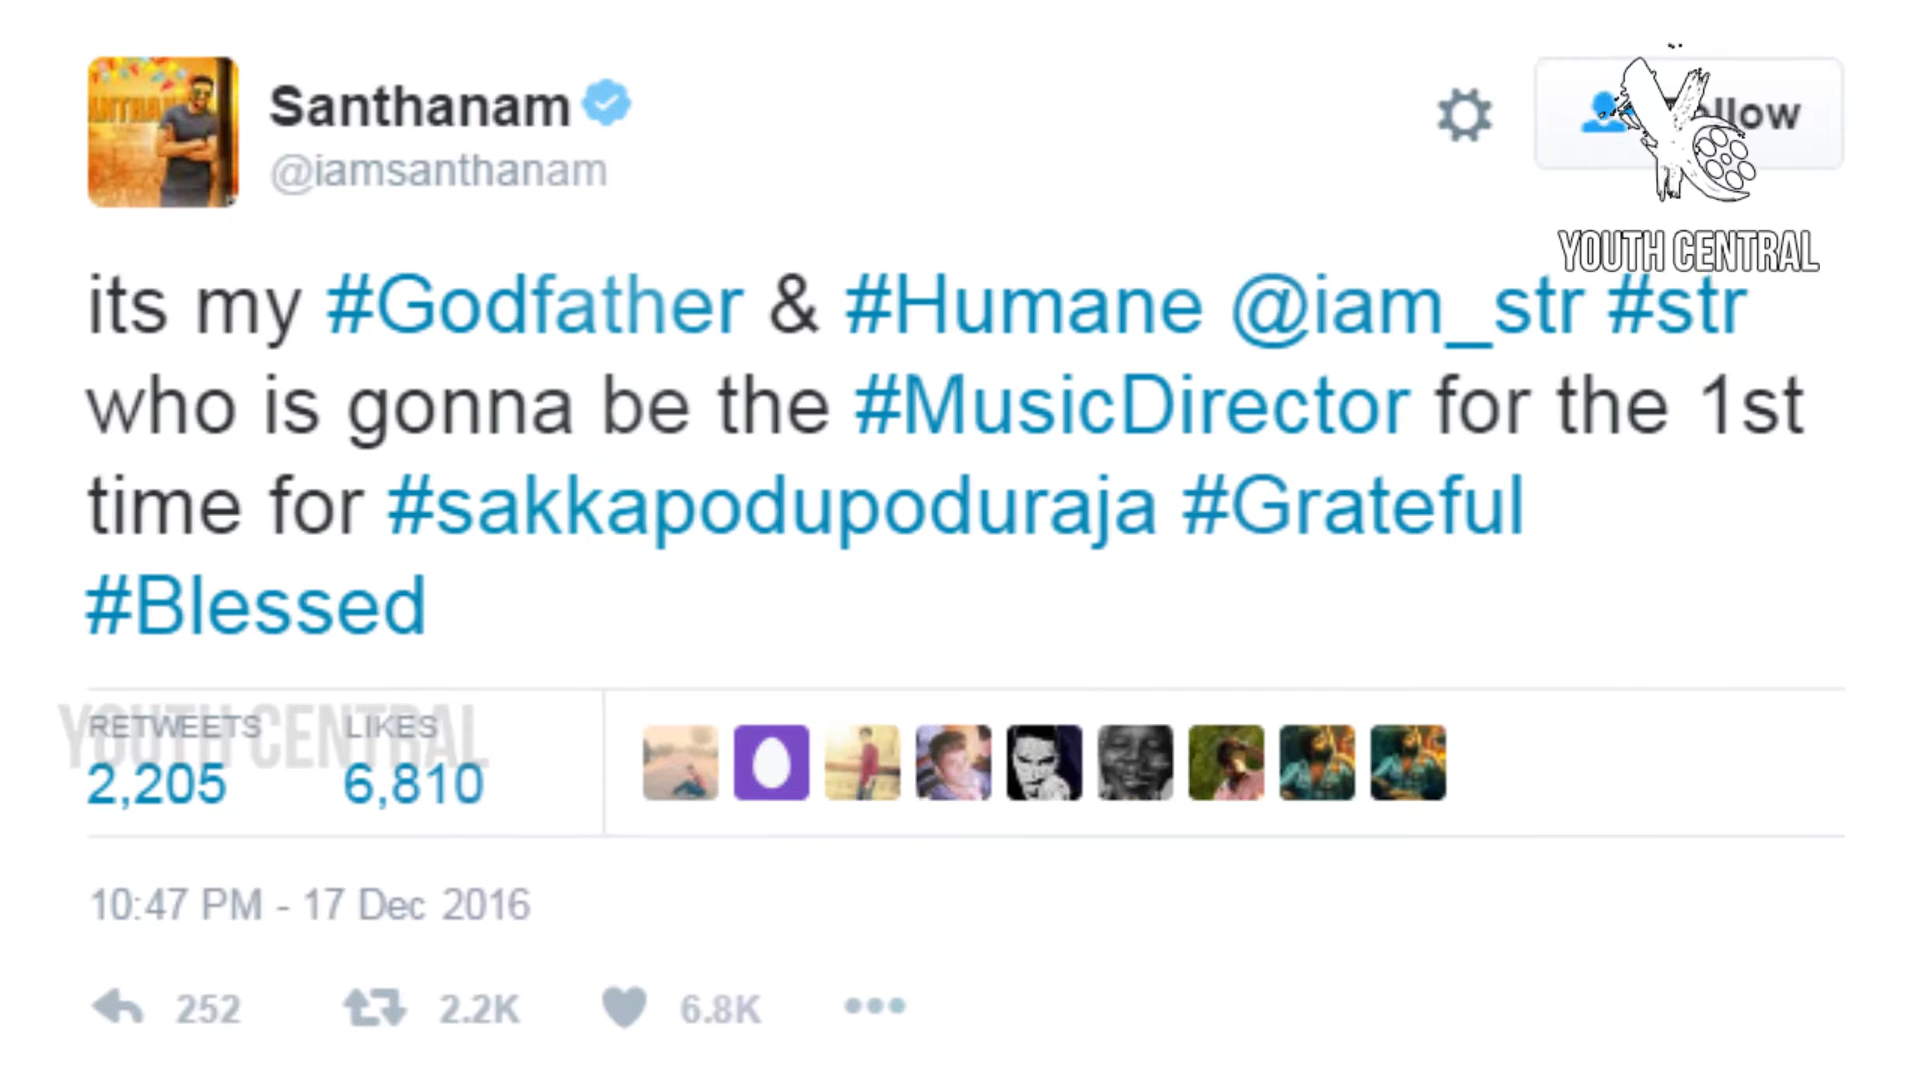 Santhanam
@iamsanthanam
YOUTH CENTRAL
its my #Godfather & #Humane @iam_str #str
who is gonna be the #MusicDirector for the 1st
time for #sakkapodupoduraja #Grateful
#Blessed
YOUTH CENTRAL
RETWEETS LIKES
2,205 6,810
10:47 PM - 17 Dec 2016
252 2.2K 6.8K